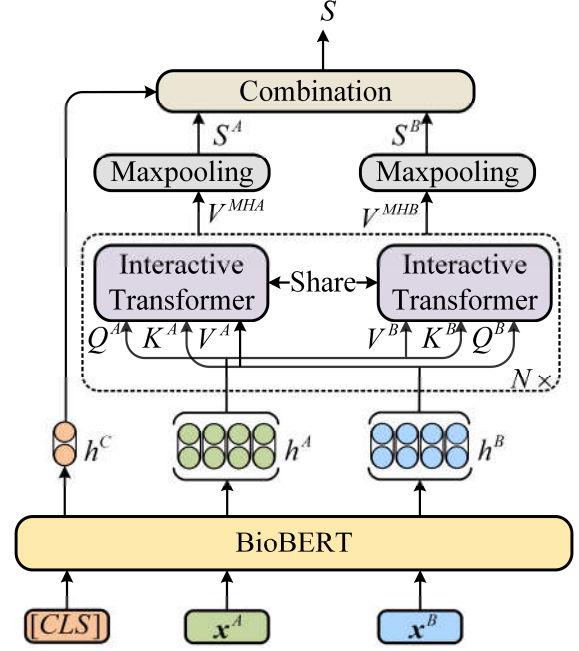 S
Combination
S^A S^B
Maxpooling Maxpooling
V^MHA V^MHB
Interactive Transformer Share Interactive Transformer
Q^A K^A V^A V^B K^B Q^B
N ×
h^C h^A h^B
BioBERT
[CLS] x^A x^B